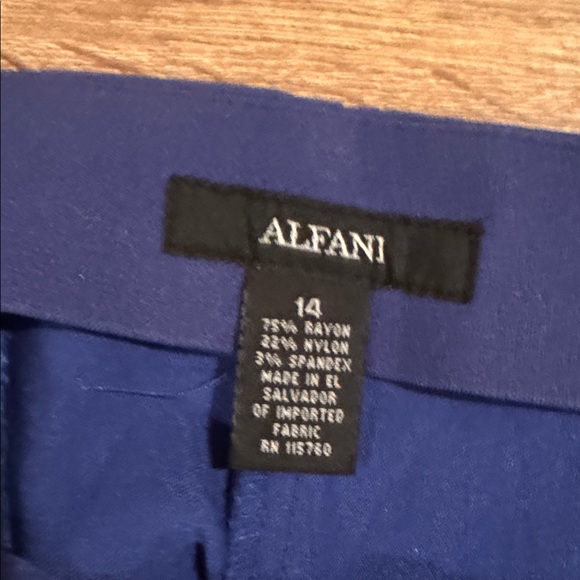 ALFANI
14
75% RAYON
22% NYLON
3% SPANDEX
MADE IN EL
SALVADOR
OF IMPORTED
FABRIC
RN 115760